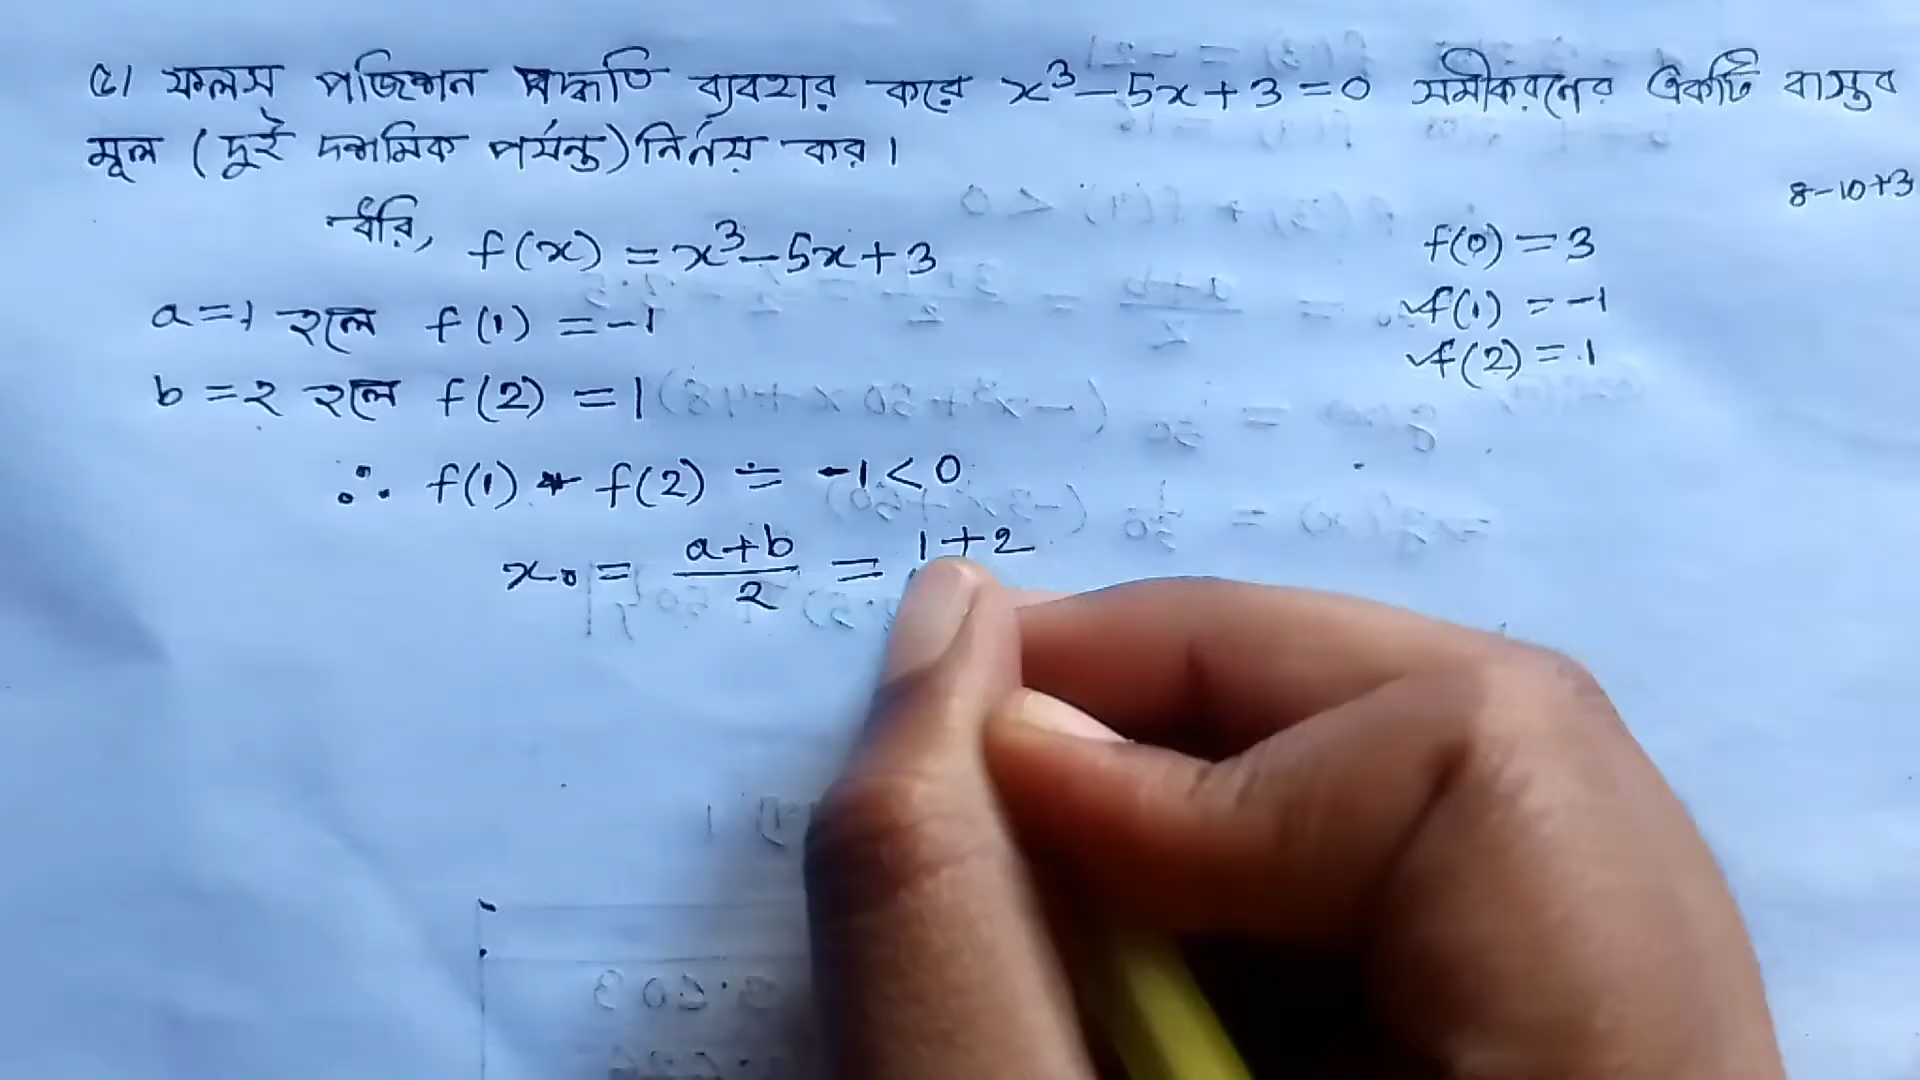 ৫। ফলস পজিশন পদ্ধতি ব্যবহার করে x³-5x+3=0 সমীকরনের একটি বাস্তব
মূল (দুই দশমিক পর্যন্ত) নির্নয় কর।
8-10+3
ধরি, f(x) = x³-5x+3
f(0) = 3
a=1 হলে f(1) = -1
✓f(1) = -1
✓f(2) = 1
b=2 হলে f(2) = 1
∴ f(1) * f(2) = -1<0
x₀ = a+b/2 = 1+2